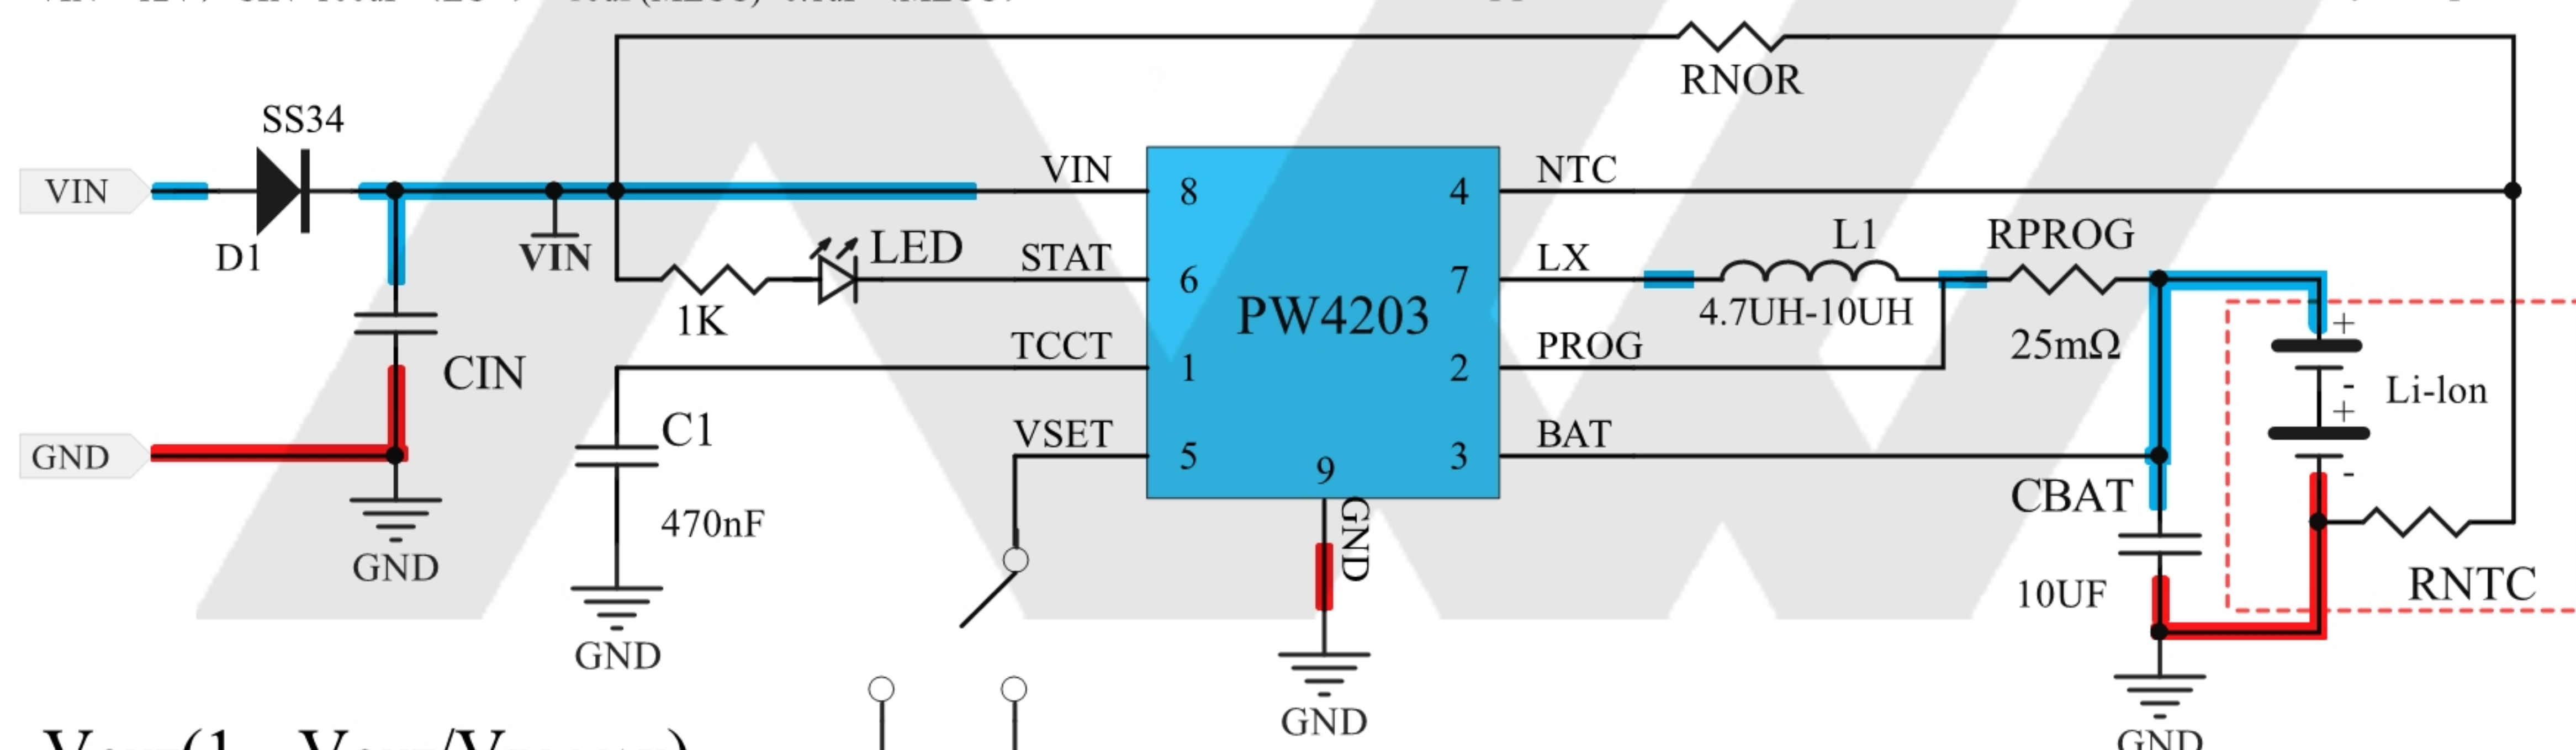 RNOR
SS34
VIN
D1
VIN
LED
1K
CIN
GND
GND
C1
470nF
GND
VIN
8
STAT
6
TCCT
1
VSET
5
PW4203
9
GND
GND
4
NTC
7
LX
2
PROG
3
BAT
L1
4.7UH-10UH
RPROG
25mΩ
+
-
+
-
Li-lon
CBAT
10UF
GND
RNTC